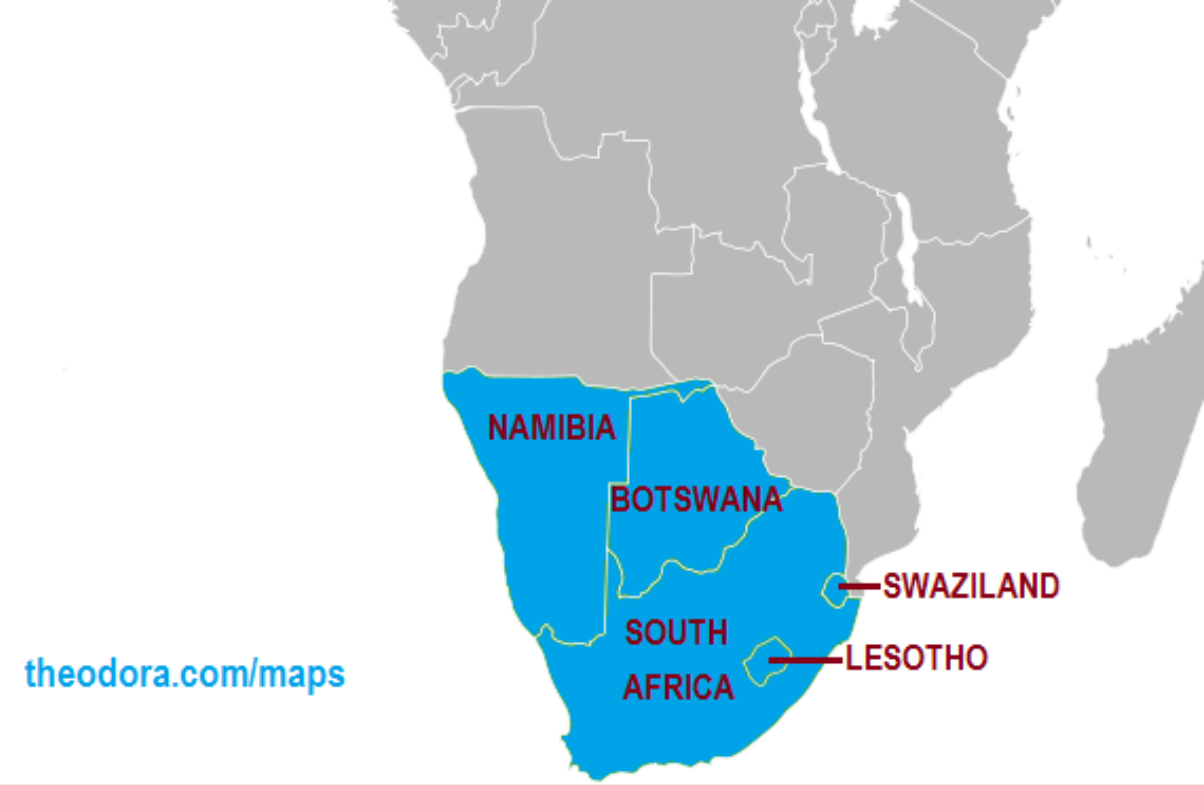 NAMIBIA
BOTSWANA
SWAZILAND
SOUTH
AFRICA
LESOTHO
theodora.com/maps